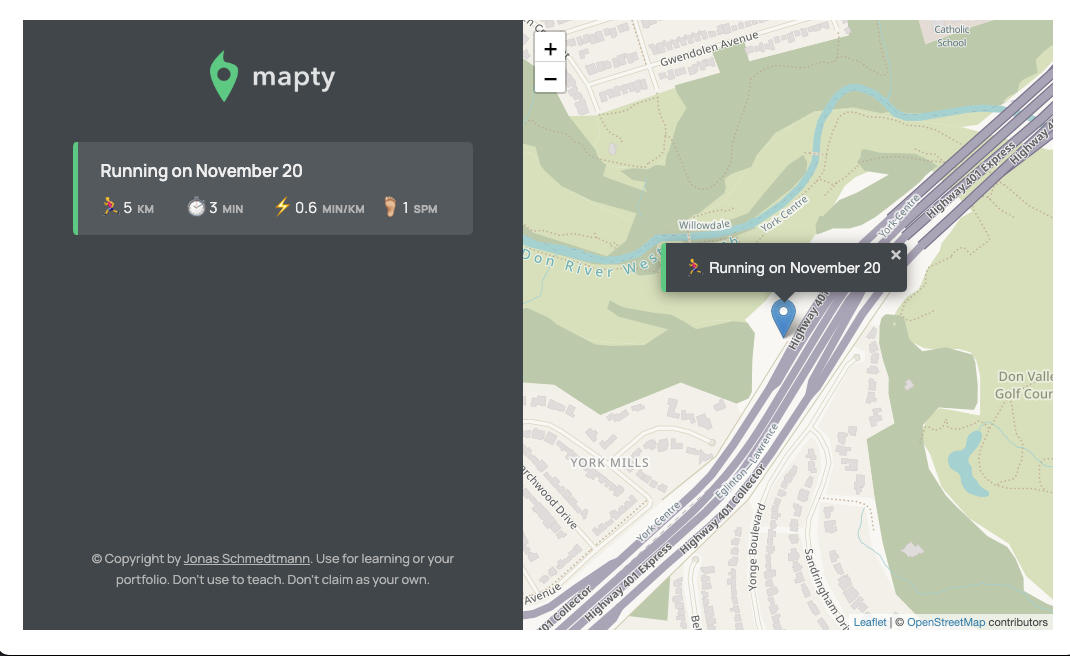 mapty
Running on November 20
🏃 5 KM ⏱ 3 MIN ⚡️ 0.6 MIN/KM 🦶🏼 1 SPM
© Copyright by Jonas Schmedtmann. Use for learning or your
portfolio. Don't use to teach. Don't claim as your own.
+
−
Gwendolen Avenue
Catholic
School
Highway 401 Express
Highway 4
York Centre
York Centre
Willowdale
Don River West
🏃 Running on November 20
×
Highway 401
Don Valle
Golf Cour
YORK MILLS
Eglinton—Lawrence
Highway 401 Collector
York Centre
archwood Drive
Yonge Boulevard
Sandringham Driv
Highway 401 Express
Avenue
401 Collector
Bel
Leaflet | © OpenStreetMap contributors